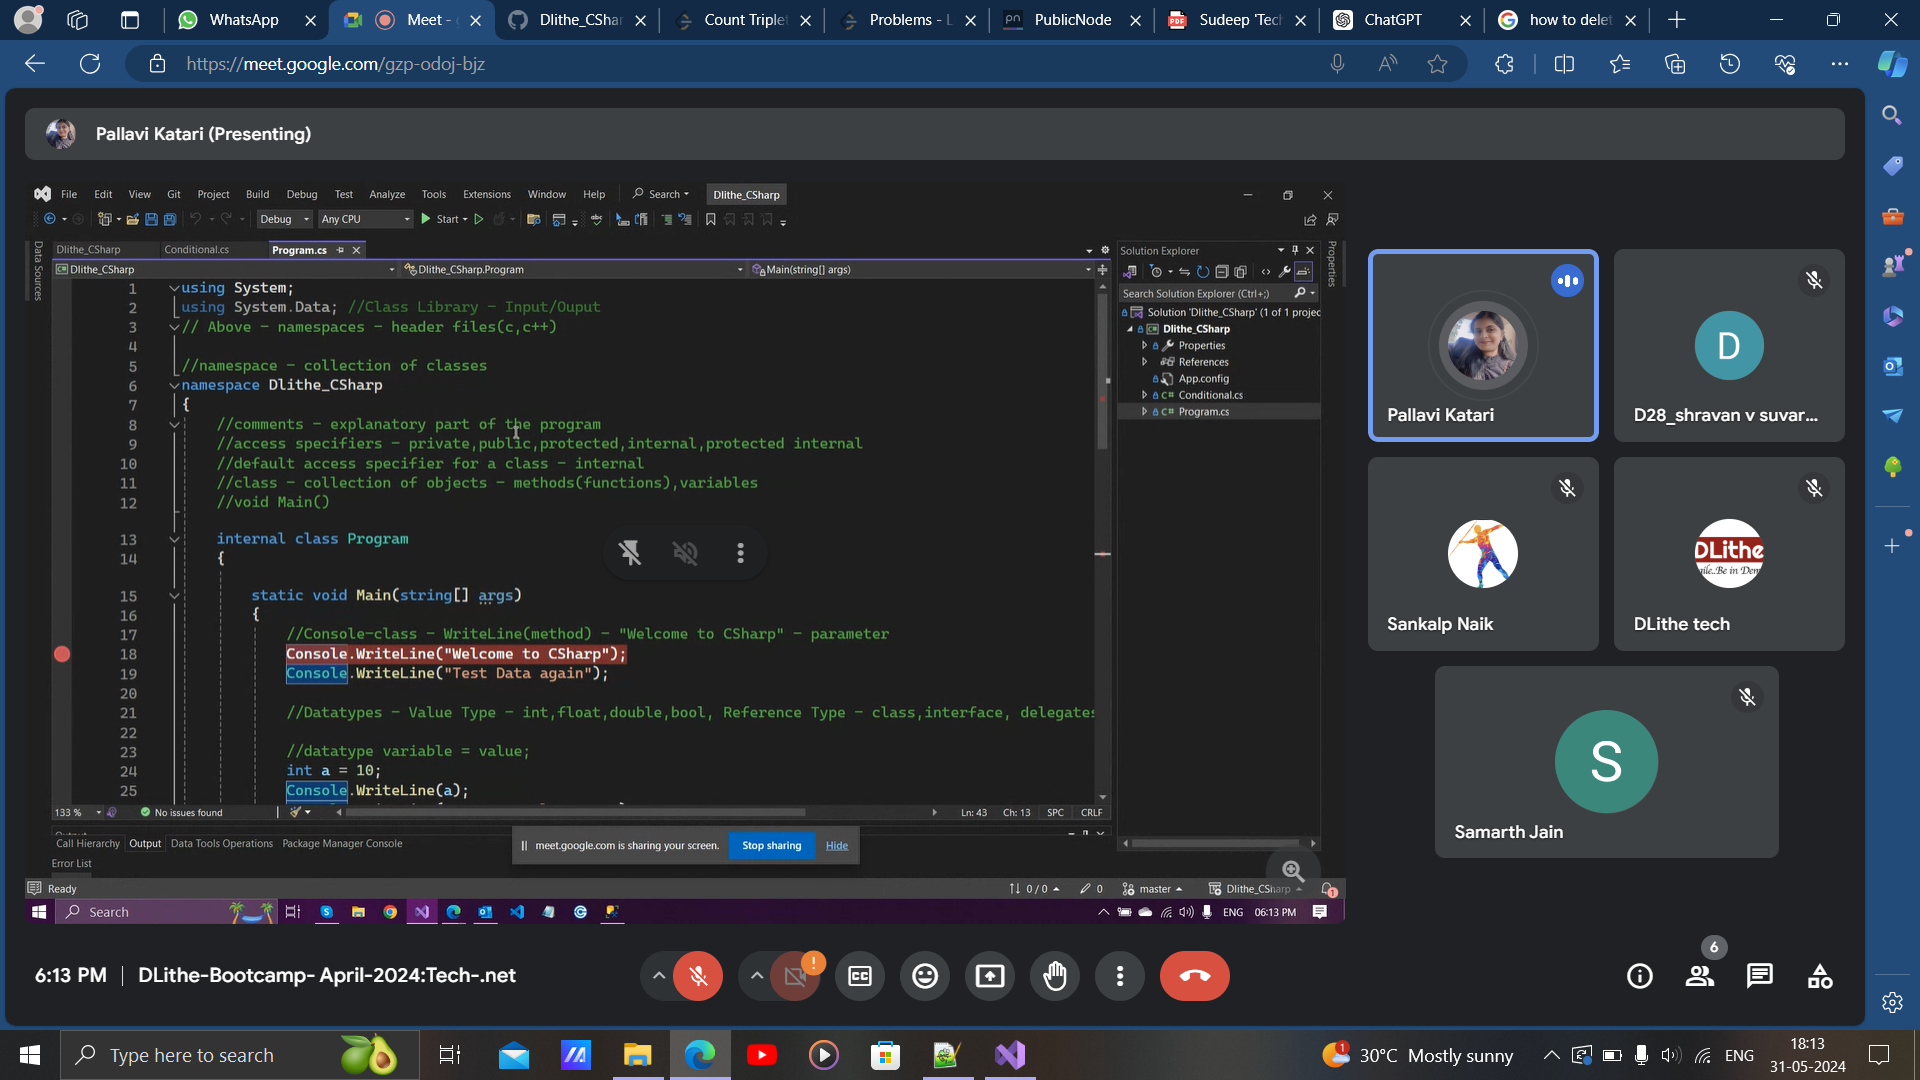 WhatsApp
Meet -
Dlithe_CShar
Count Triplet
Problems - L
PublicNode
Sudeep 'Tech
ChatGPT
how to delet
https://meet.google.com/gzp-odoj-bjz
Pallavi Katari (Presenting)
File Edit View Git Project Build Debug Test Analyze Tools Extensions Window Help Search Dlithe_CSharp
Debug Any CPU Start
Data Sources
Dlithe_CSharp Conditional.cs Program.cs
Dlithe_CSharp Dlithe_CSharp.Program Main(string[] args)
1 using System;
2 using System.Data; //Class Library - Input/Ouput
3 // Above - namespaces - header files(c,c++)
4
5 //namespace - collection of classes
6 namespace Dlithe_CSharp
7 {
8 //comments - explanatory part of the program
9 //access specifiers - private,public,protected,internal,protected internal
10 //default access specifier for a class - internal
11 //class - collection of objects - methods(functions),variables
12 //void Main()
13 internal class Program
14 {
15 static void Main(string[] args)
16 {
17 //Console-class - WriteLine(method) - "Welcome to CSharp" - parameter
18 Console.WriteLine("Welcome to CSharp");
19 Console.WriteLine("Test Data again");
20
21 //Datatypes - Value Type - int,float,double,bool, Reference Type - class,interface, delegates
22
23 //datatype variable = value;
24 int a = 10;
25 Console.WriteLine(a);
133 % No issues found Ln: 43 Ch: 13 SPC CRLF
Solution Explorer
Search Solution Explorer (Ctrl+;)
Solution 'Dlithe_CSharp' (1 of 1 projec
Dlithe_CSharp
Properties
References
App.config
Conditional.cs
Program.cs
Properties
Output
Call Hierarchy Output Data Tools Operations Package Manager Console
Error List
meet.google.com is sharing your screen. Stop sharing Hide
Ready 0 / 0 0 master Dlithe_CSharp 1
Search ENG 06:13 PM
Pallavi Katari
D
D28_shravan v suvar...
Sankalp Naik
DLithe
DLithe tech
S
Samarth Jain
6:13 PM DLithe-Bootcamp- April-2024:Tech-.net
CC
!
6
Type here to search
1 30°C Mostly sunny ENG
18:13
31-05-2024